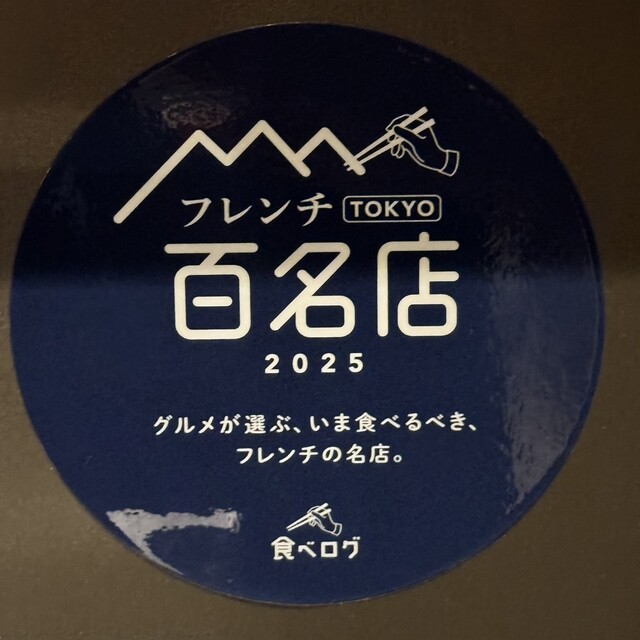 フレンチ TOKYO
百名店
2025
グルメが選ぶ、いま食べるべき、
フレンチの名店。
食べログ